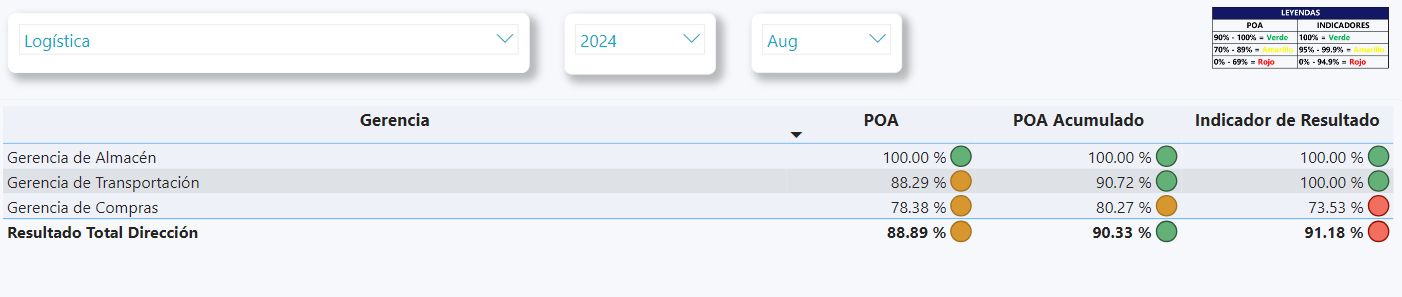 Logística
2024
Aug
LEYENDAS
POA INDICADORES
90% - 100% = Verde 100% = Verde
70% - 89% = Amarillo 95% - 99.9% = Amarillo
0% - 69% = Rojo 0% - 94.9% = Rojo
Gerencia POA POA Acumulado Indicador de Resultado
Gerencia de Almacén 100.00 % 100.00 % 100.00 %
Gerencia de Transportación 88.29 % 90.72 % 100.00 %
Gerencia de Compras 78.38 % 80.27 % 73.53 %
Resultado Total Dirección 88.89 % 90.33 % 91.18 %